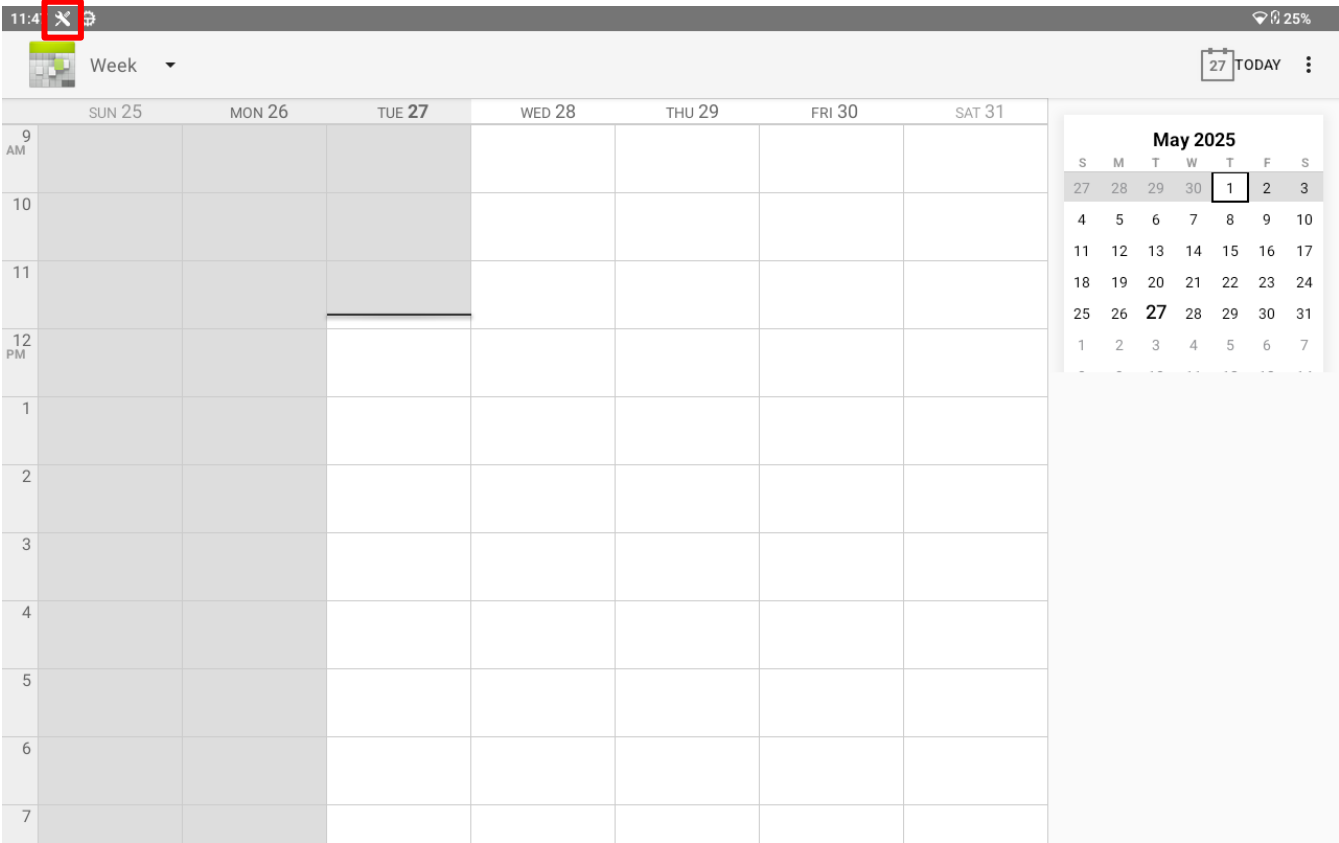 11:4 25%
Week 27 TODAY
SUN 25 MON 26 TUE 27 WED 28 THU 29 FRI 30 SAT 31
9
AM
10
11
12
PM
1
2
3
4
5
6
7
May 2025
S M T W T F S
27 28 29 30 1 2 3
4 5 6 7 8 9 10
11 12 13 14 15 16 17
18 19 20 21 22 23 24
25 26 27 28 29 30 31
1 2 3 4 5 6 7